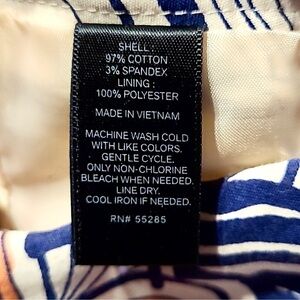 SHELL :
97% COTTON
3% SPANDEX
LINING :
100% POLYESTER
MADE IN VIETNAM
MACHINE WASH COLD
WITH LIKE COLORS.
GENTLE CYCLE.
ONLY NON-CHLORINE
BLEACH WHEN NEEDED.
LINE DRY.
COOL IRON IF NEEDED.
RN# 55285